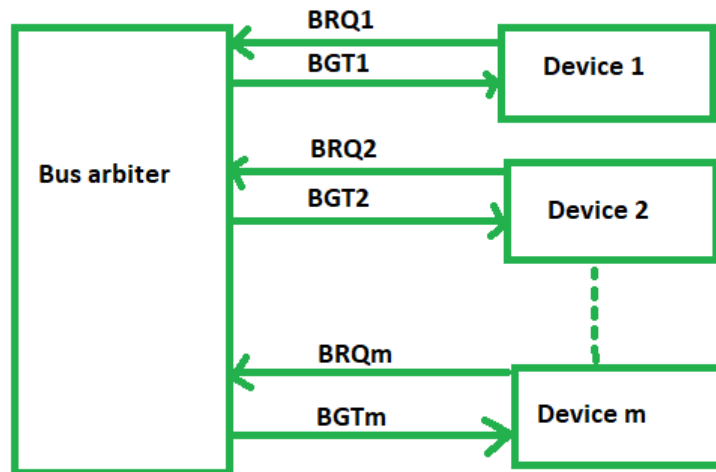 BRQ1
BGT1
Device 1
Bus arbiter
BRQ2
BGT2
Device 2
BRQm
BGTm
Device m